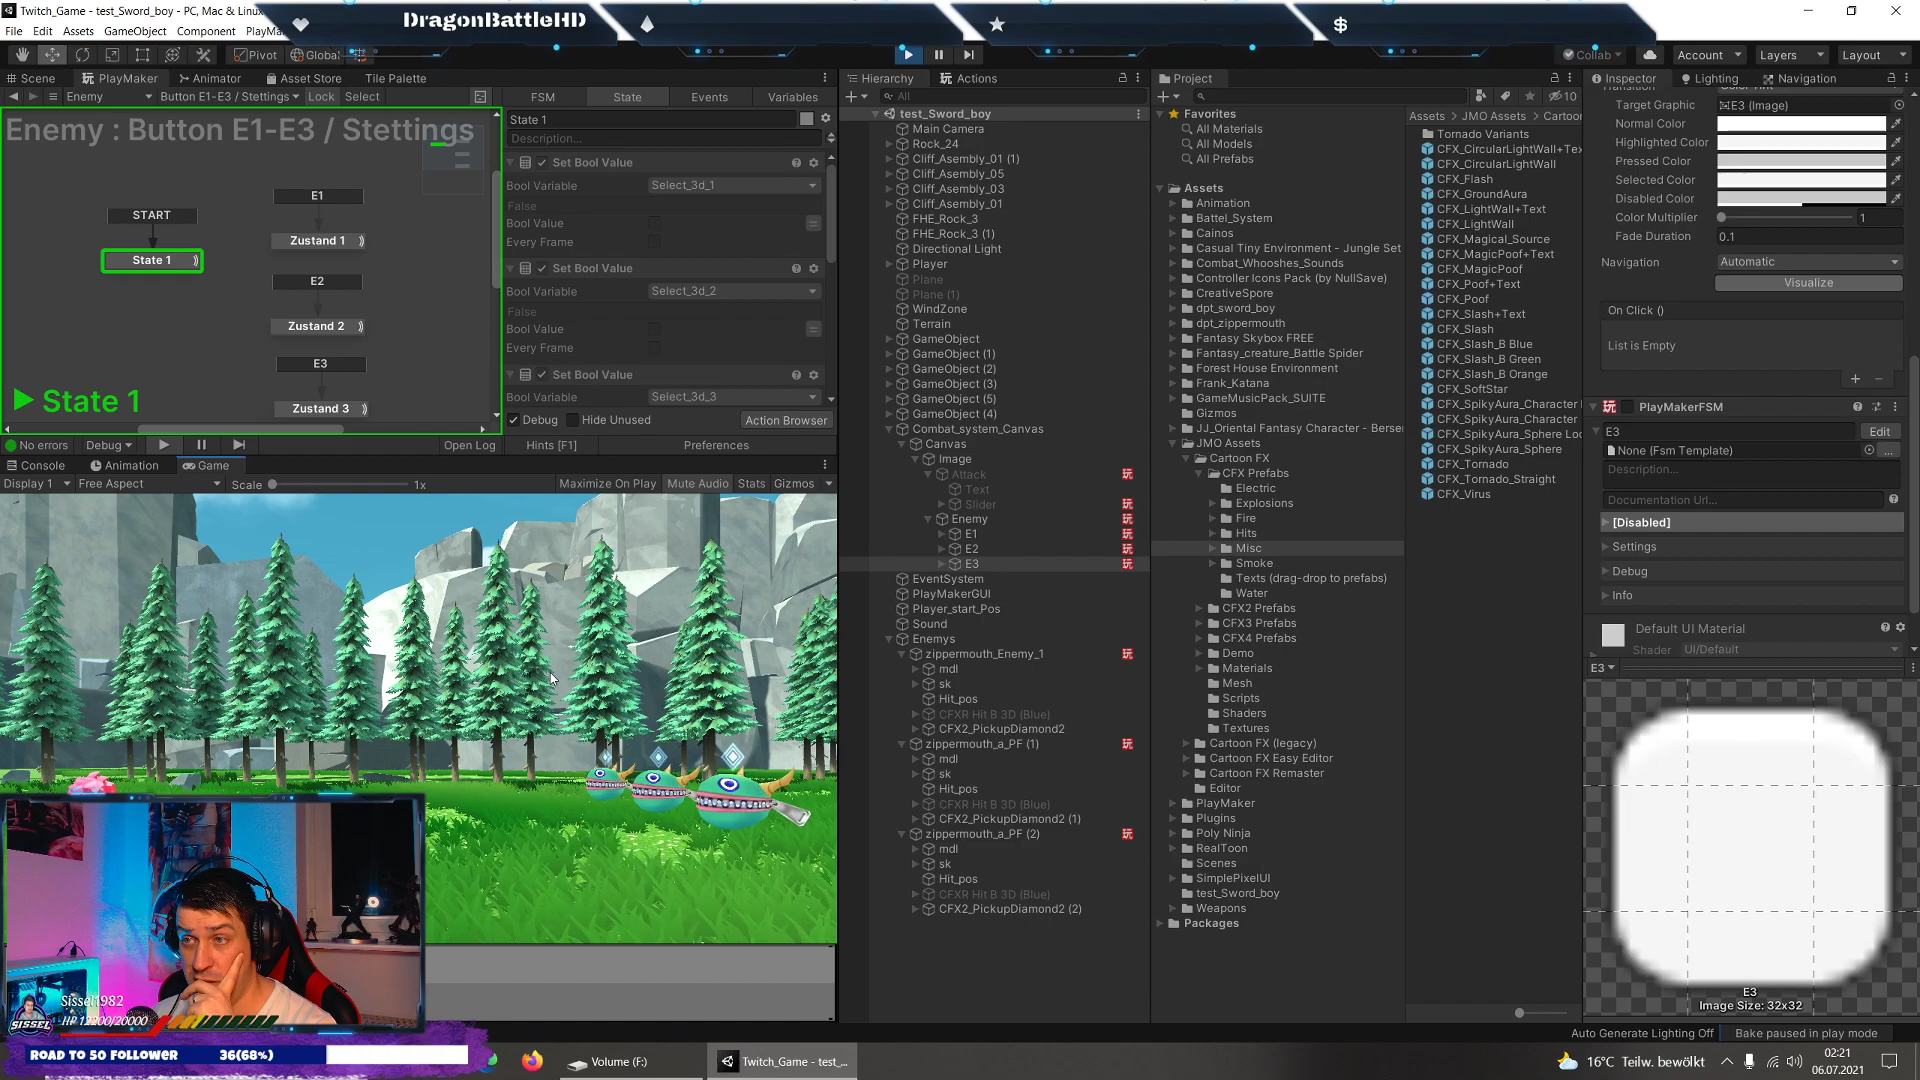 Twitch_Game - test_Sword_boy - PC, Mac & Linux
DragonBattleHD
File Edit Assets GameObject Component PlayMa
Pivot Global
Collab Account Layers Layout
Scene PlayMaker Animator Asset Store Tile Palette
Enemy Button E1-E3 / Stettings Lock Select
Enemy : Button E1-E3 / Stettings
START
State 1
E1
Zustand 1
E2
Zustand 2
E3
Zustand 3
State 1
No errors Debug Open Log
FSM State Events Variables
State 1
Description...
Set Bool Value
Bool Variable Select_3d_1
False
Bool Value
Every Frame
Set Bool Value
Bool Variable Select_3d_2
False
Bool Value
Every Frame
Set Bool Value
Bool Variable Select_3d_3
Debug Hide Unused Action Browser
Hints [F1] Preferences
Console Animation Game
Display 1 Free Aspect Scale 1x Maximize On Play Mute Audio Stats Gizmos
Sissel1982
HP 12200/20000
SISSEL
ROAD TO 50 FOLLOWER 36(68%)
Hierarchy Actions
All
test_Sword_boy
Main Camera
Rock_24
Cliff_Asembly_01 (1)
Cliff_Asembly_05
Cliff_Asembly_03
Cliff_Asembly_01
FHE_Rock_3
FHE_Rock_3 (1)
Directional Light
Player
Plane
Plane (1)
WindZone
Terrain
GameObject
GameObject (1)
GameObject (2)
GameObject (3)
GameObject (5)
GameObject (4)
Combat_system_Canvas
Canvas
Image
Attack
Text
Slider
Enemy
E1
E2
E3
EventSystem
PlayMakerGUI
Player_start_Pos
Sound
Enemys
zippermouth_Enemy_1
mdl
sk
Hit_pos
CFXR Hit B 3D (Blue)
CFX2_PickupDiamond2
zippermouth_a_PF (1)
mdl
sk
Hit_pos
CFXR Hit B 3D (Blue)
CFX2_PickupDiamond2 (1)
zippermouth_a_PF (2)
mdl
sk
Hit_pos
CFXR Hit B 3D (Blue)
CFX2_PickupDiamond2 (2)
Project
10
Favorites
All Materials
All Models
All Prefabs
Assets
Animation
Battel_System
Cainos
Casual Tiny Environment - Jungle Set
Combat_Whooshes_Sounds
Controller Icons Pack (by NullSave)
CreativeSpore
dpt_sword_boy
dpt_zippermouth
Fantasy Skybox FREE
Fantasy_creature_Battle Spider
Forest House Environment
Frank_Katana
GameMusicPack_SUITE
Gizmos
JJ_Oriental Fantasy Character - Berser
JMO Assets
Cartoon FX
CFX Prefabs
Electric
Explosions
Fire
Hits
Misc
Smoke
Texts (drag-drop to prefabs)
Water
CFX2 Prefabs
CFX3 Prefabs
CFX4 Prefabs
Demo
Materials
Mesh
Scripts
Shaders
Textures
Cartoon FX (legacy)
Cartoon FX Easy Editor
Cartoon FX Remaster
Editor
PlayMaker
Plugins
Poly Ninja
RealToon
Scenes
SimplePixelUI
test_Sword_boy
Weapons
Packages
Assets > JMO Assets > Cartoo
Tornado Variants
CFX_CircularLightWall+Tex
CFX_CircularLightWall
CFX_Flash
CFX_GroundAura
CFX_LightWall+Text
CFX_LightWall
CFX_Magical_Source
CFX_MagicPoof+Text
CFX_MagicPoof
CFX_Poof+Text
CFX_Poof
CFX_Slash+Text
CFX_Slash
CFX_Slash_B Blue
CFX_Slash_B Green
CFX_Slash_B Orange
CFX_SoftStar
CFX_SpikyAura_Character
CFX_SpikyAura_Character
CFX_SpikyAura_Sphere Loo
CFX_SpikyAura_Sphere
CFX_Tornado
CFX_Tornado_Straight
CFX_Virus
Inspector Lighting Navigation
Target Graphic E3 (Image)
Normal Color
Highlighted Color
Pressed Color
Selected Color
Disabled Color
Color Multiplier 1
Fade Duration 0.1
Navigation Automatic
Visualize
On Click ()
List is Empty
PlayMakerFSM
E3 Edit
None (Fsm Template)
Description...
Documentation Url...
[Disabled]
Settings
Debug
Info
Default UI Material
Shader UI/Default
E3
E3
Image Size: 32x32
Auto Generate Lighting Off Bake paused in play mode
Volume (F:)
Twitch_Game - test_...
16°C Teilw. bewölkt
02:21
06.07.2021